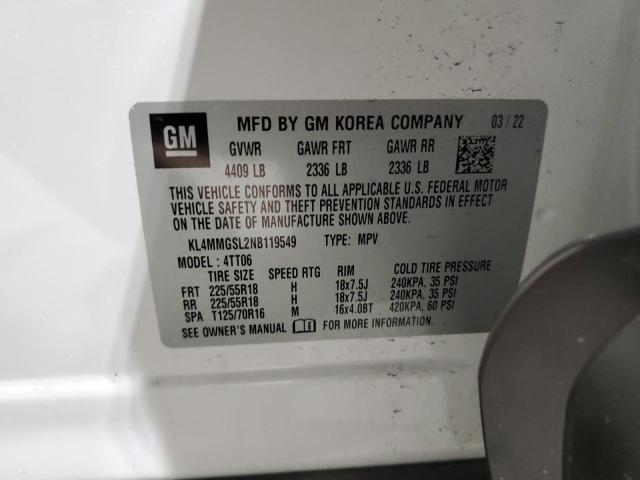 GM
MFD BY GM KOREA COMPANY 03 / 22
GVWR GAWR FRT GAWR RR
4409 LB 2336 LB 2336 LB
THIS VEHICLE CONFORMS TO ALL APPLICABLE U.S. FEDERAL MOTOR
VEHICLE SAFETY AND THEFT PREVENTION STANDARDS IN EFFECT
ON THE DATE OF MANUFACTURE SHOWN ABOVE.
KL4MMGSL2NB119549 TYPE: MPV
MODEL : 4TT06
TIRE SIZE SPEED RTG RIM COLD TIRE PRESSURE
FRT 225/55R18 H 18x7.5J 240KPA, 35 PSI
RR 225/55R18 H 18x7.5J 240KPA, 35 PSI
SPA T125/70R16 M 16x4.0BT 420KPA, 60 PSI
SEE OWNER'S MANUAL FOR MORE INFORMATION.